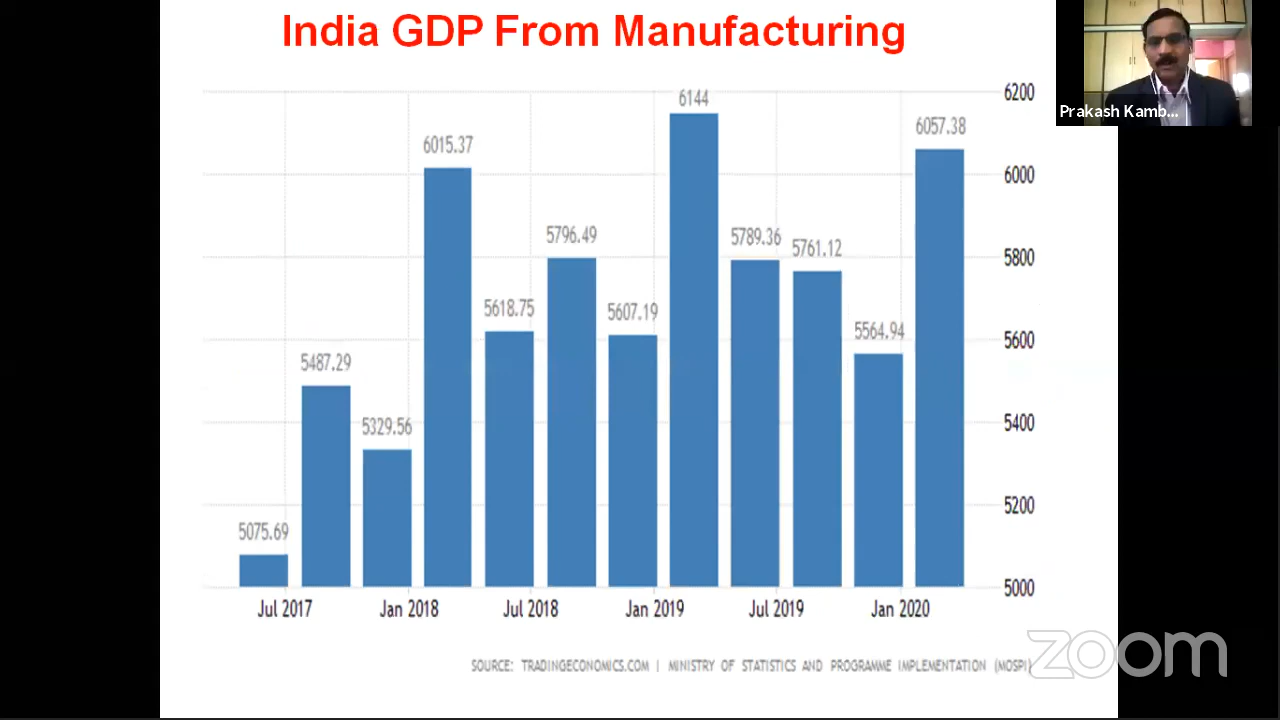 India GDP From Manufacturing
Prakash Kamb...
6200
6000
5800
5600
5400
5200
5000
5075.69
5487.29
5329.56
6015.37
5618.75
5796.49
5607.19
6144
5789.36
5761.12
5564.94
6057.38
Jul 2017
Jan 2018
Jul 2018
Jan 2019
Jul 2019
Jan 2020
SOURCE: TRADINGECONOMICS.COM | MINISTRY OF STATISTICS AND PROGRAMME IMPLEMENTATION (MOSPI)
zoom